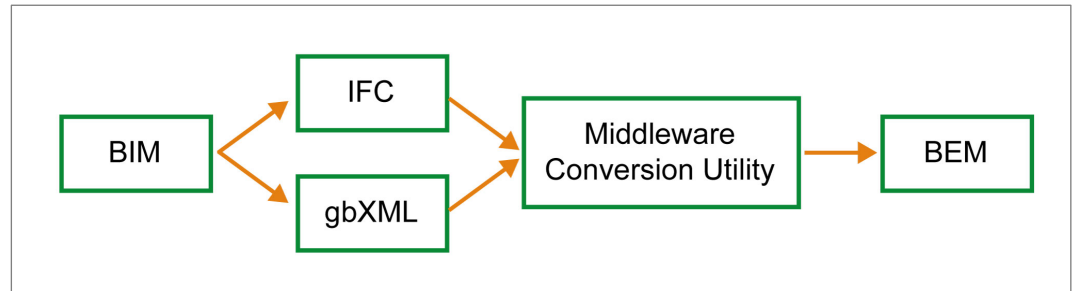 BIM
IFC
gbXML
Middleware
Conversion Utility
BEM